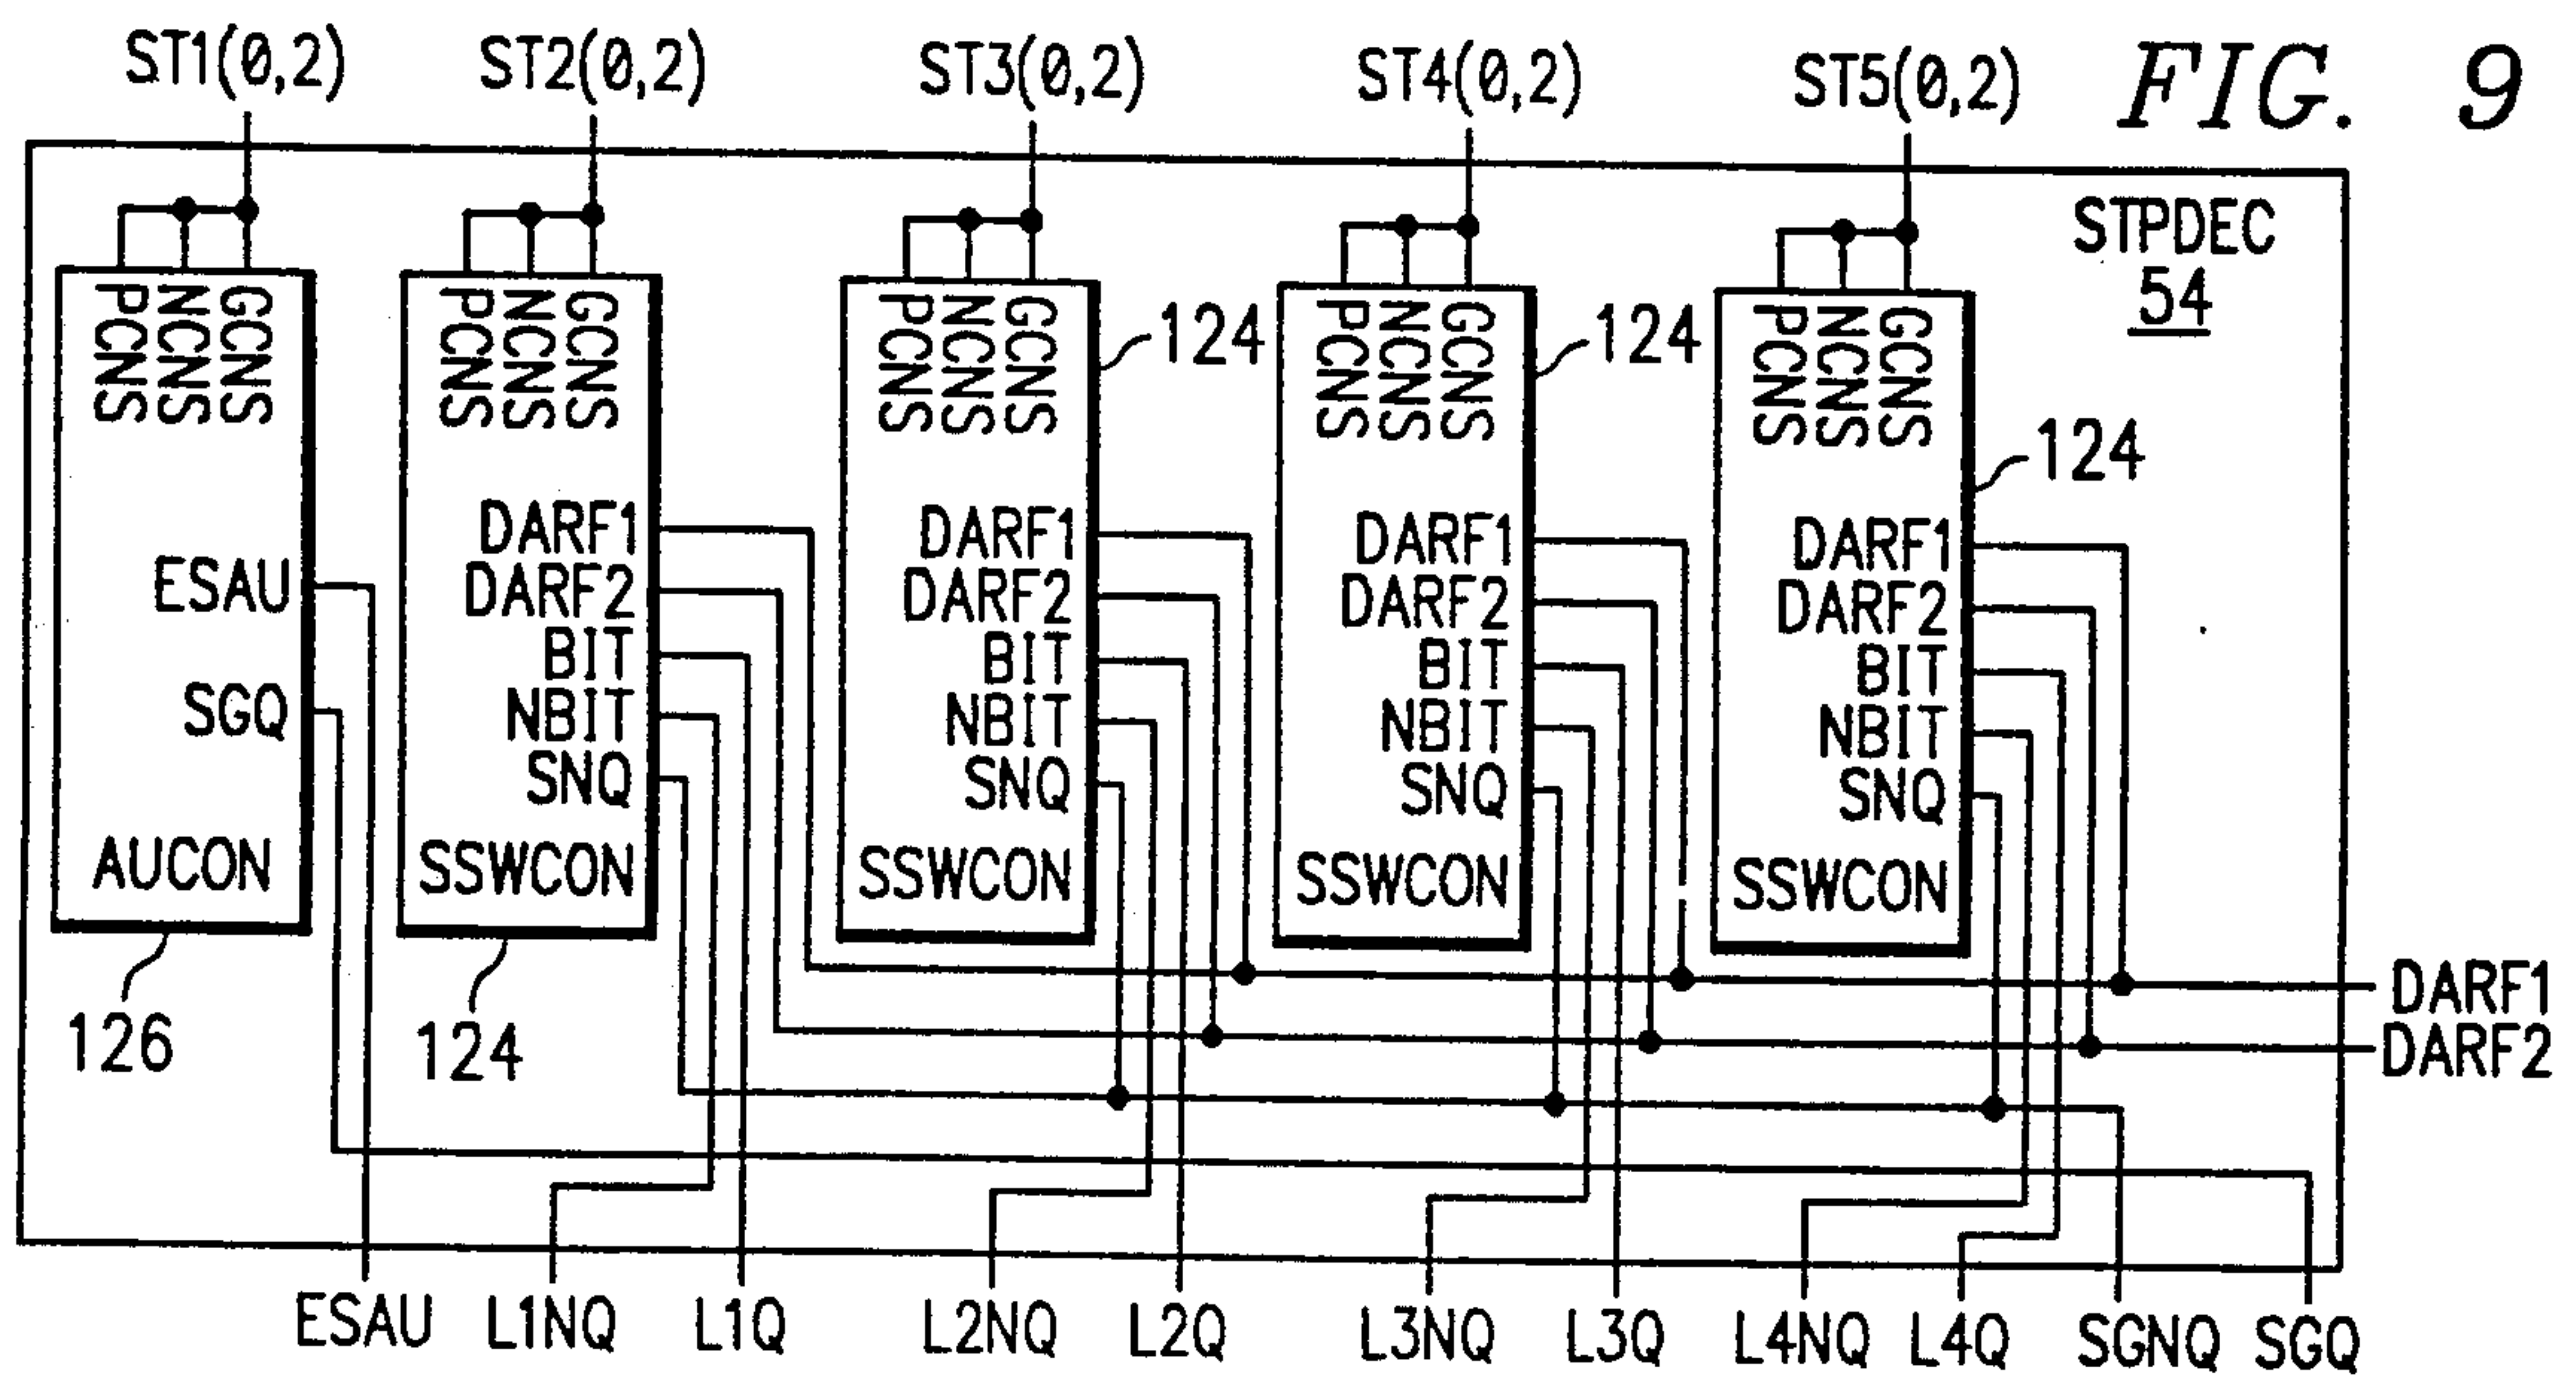 ST1(0,2) ST2(0,2) ST3(0,2) ST4(0,2) ST5(0,2) FIG. 9
STPDEC
54
PCNS NCNS GCNS
ESAU
SGQ
AUCON
126
PCNS NCNS GCNS
DARF1
DARF2
BIT
NBIT
SNQ
SSWCON
124
PCNS NCNS GCNS
124
DARF1
DARF2
BIT
NBIT
SNQ
SSWCON
PCNS NCNS GCNS
124
DARF1
DARF2
BIT
NBIT
SNQ
SSWCON
PCNS NCNS GCNS
124
DARF1
DARF2
BIT
NBIT
SNQ
SSWCON
DARF1
DARF2
ESAU L1NQ L1Q L2NQ L2Q L3NQ L3Q L4NQ L4Q SGNQ SGQ